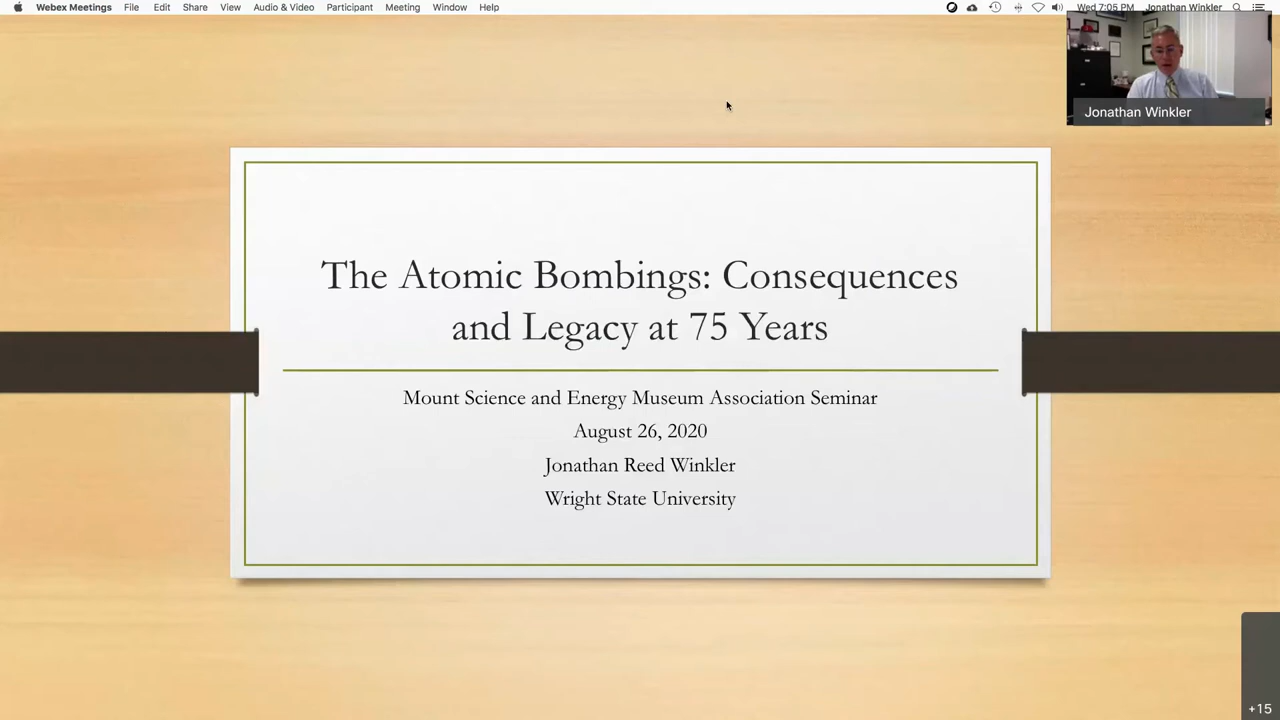 Webex Meetings File Edit Share View Audio & Video Participant Meeting Window Help Wed 7:05 PM Jonathan Winkler
Jonathan Winkler
The Atomic Bombings: Consequences
and Legacy at 75 Years
Mount Science and Energy Museum Association Seminar
August 26, 2020
Jonathan Reed Winkler
Wright State University
+15